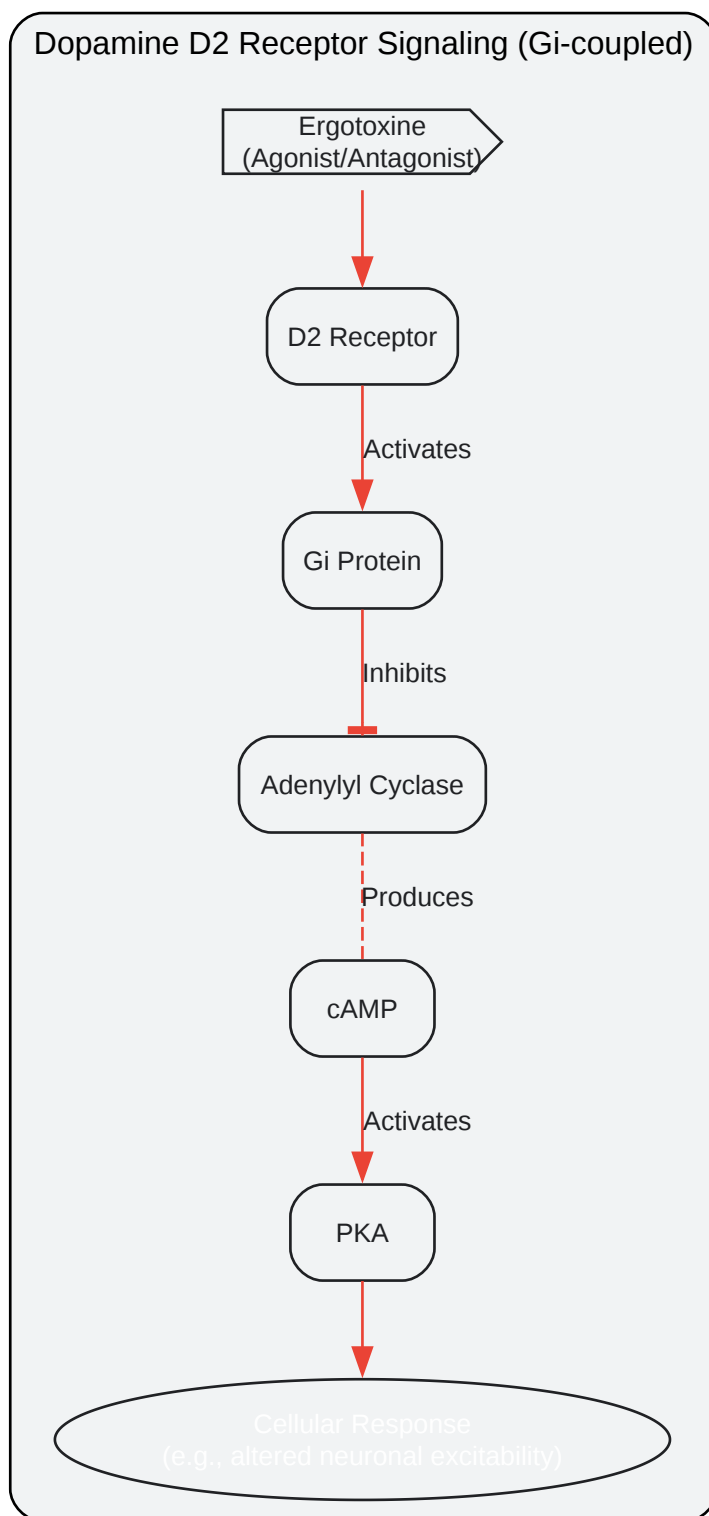 Dopamine D2 Receptor Signaling (Gi-coupled)
Ergotoxine
(Agonist/Antagonist)
D2 Receptor
Activates
Gi Protein
Inhibits
Adenylyl Cyclase
Produces
cAMP
Activates
PKA
Cellular Response
(e.g., altered neuronal excitability)